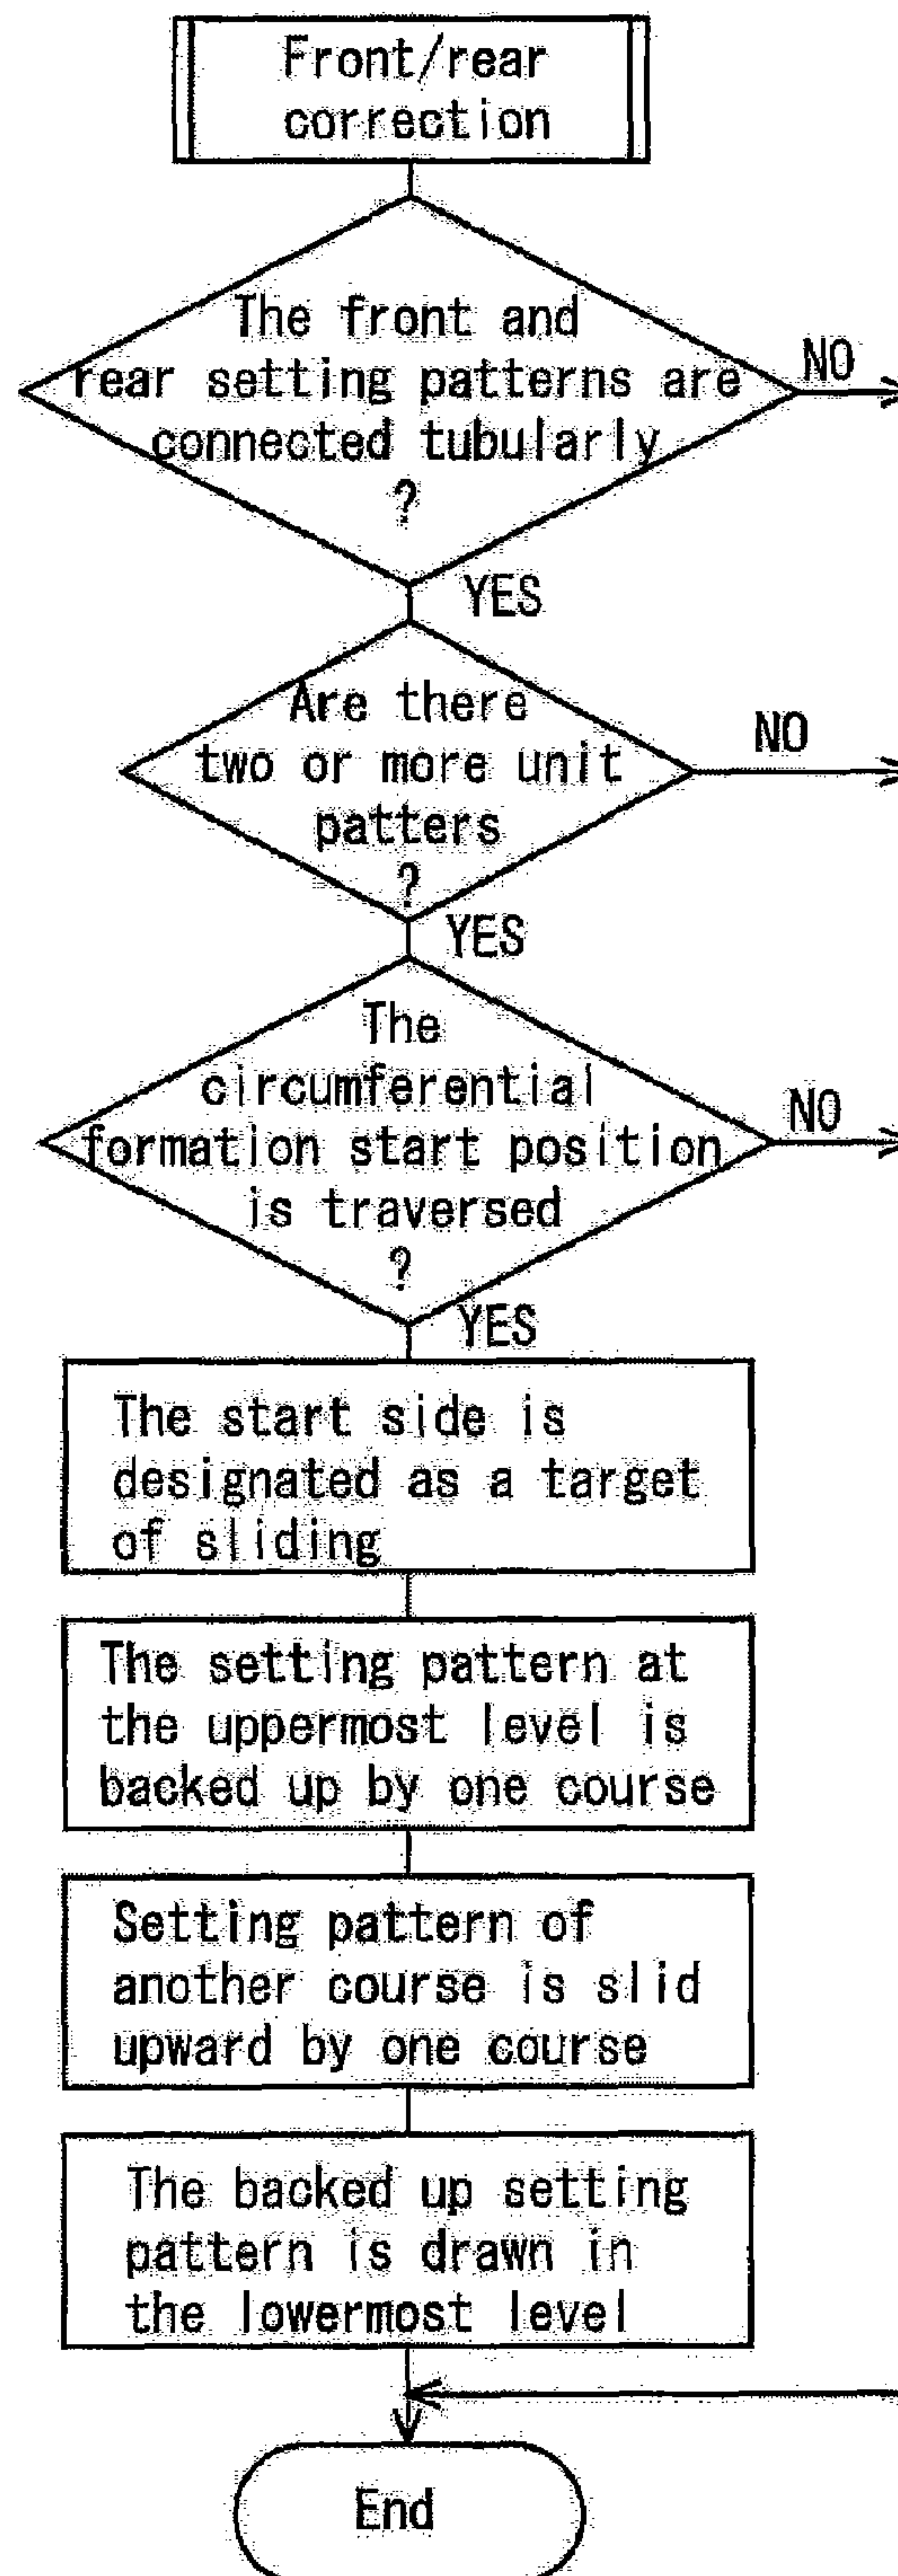 Front/rear
correction
The front and
rear setting patterns are
connected tubularly
?
NO
YES
Are there
two or more unit
patters
?
NO
YES
The
circumferential
formation start position
is traversed
?
NO
YES
The start side is
designated as a target
of sliding
The setting pattern at
the uppermost level is
backed up by one course
Setting pattern of
another course is slid
upward by one course
The backed up setting
pattern is drawn in
the lowermost level
End